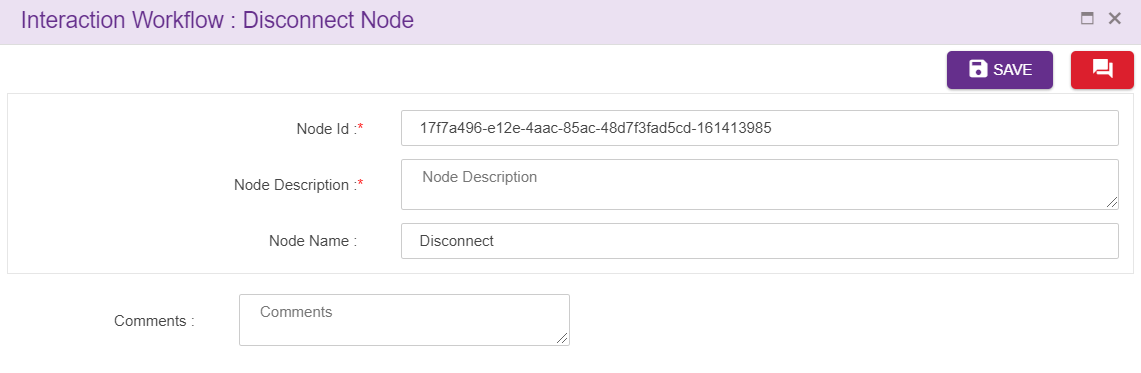 Interaction Workflow : Disconnect Node
SAVE
Node Id :* 17f7a496-e12e-4aac-85ac-48d7f3fad5cd-161413985
Node Description :* Node Description
Node Name : Disconnect
Comments : Comments